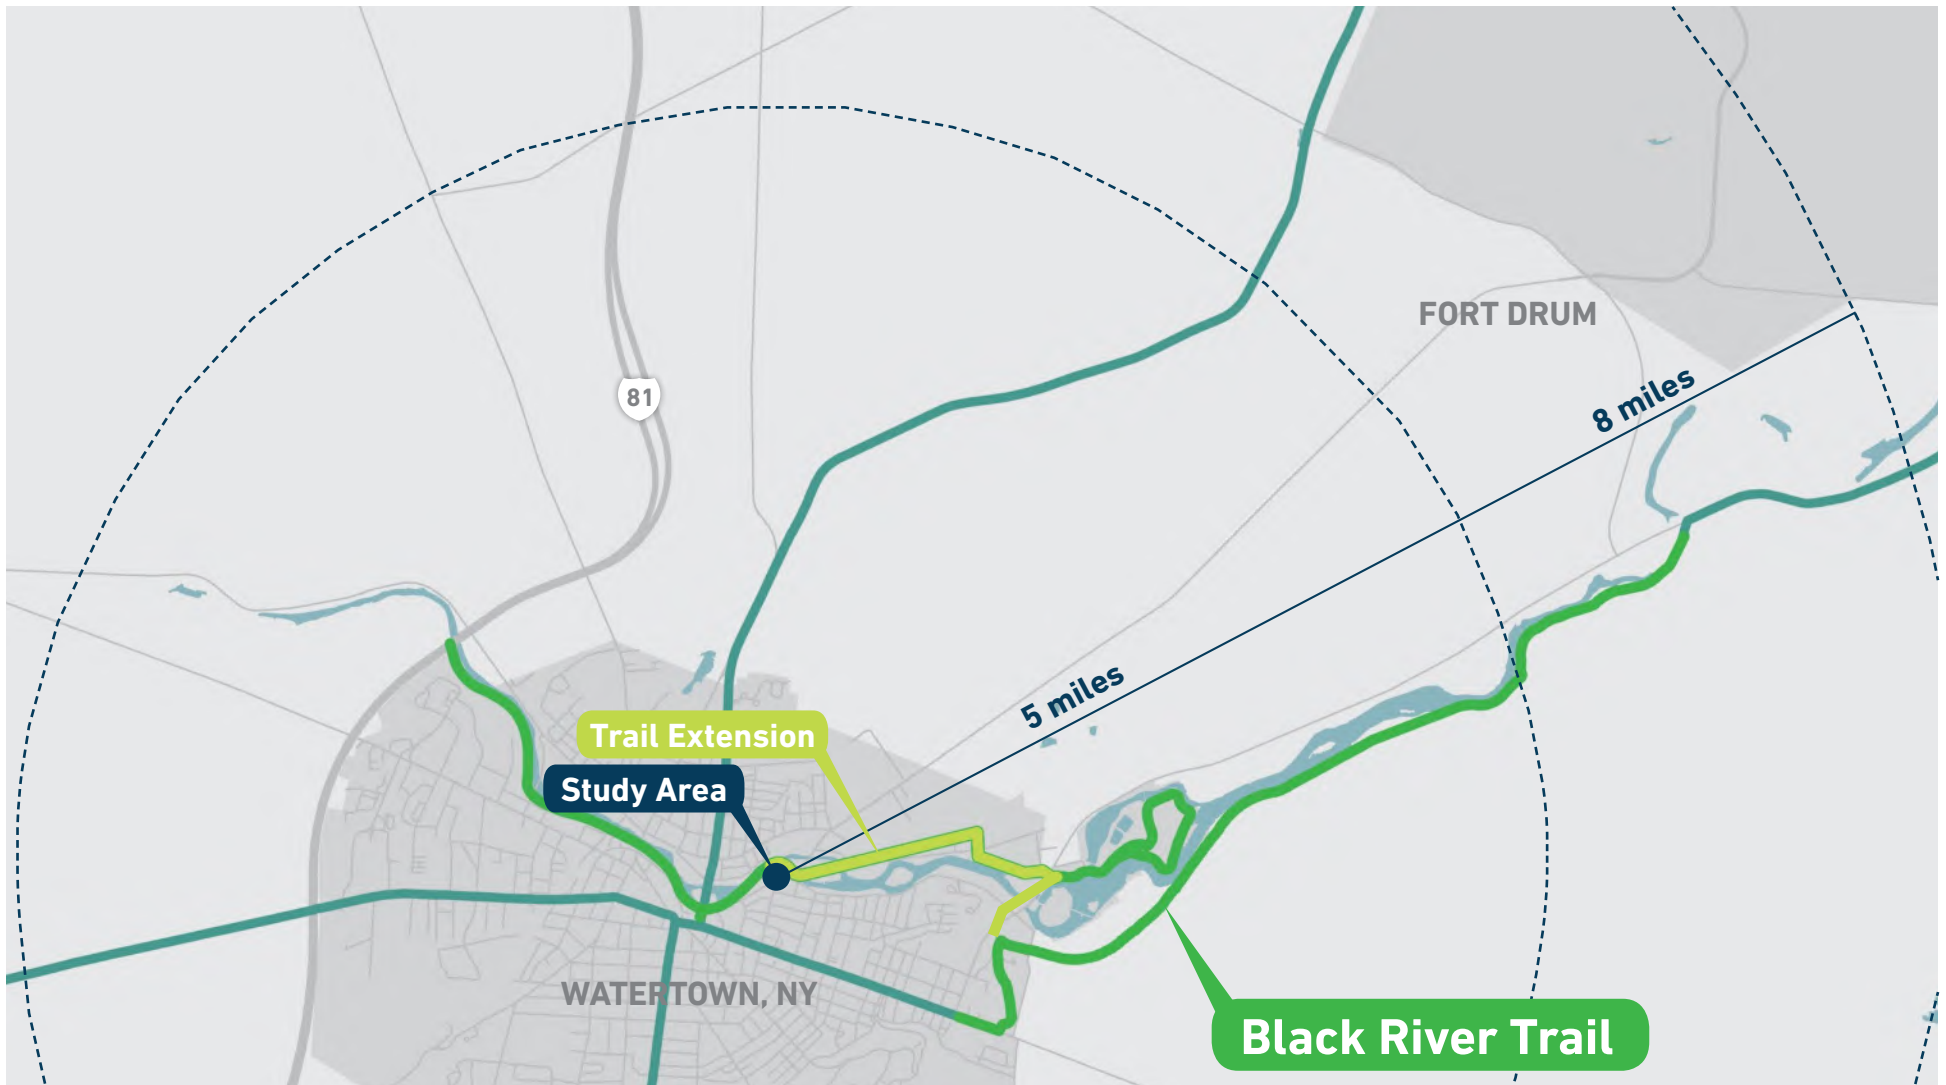 FORT DRUM
8 miles
81
5 miles
Trail Extension
Study Area
WATERTOWN, NY
Black River Trail